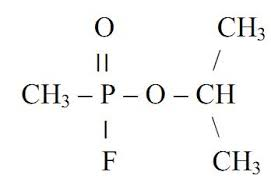 O CH₃
CH₃ – P – O – CH
F CH₃